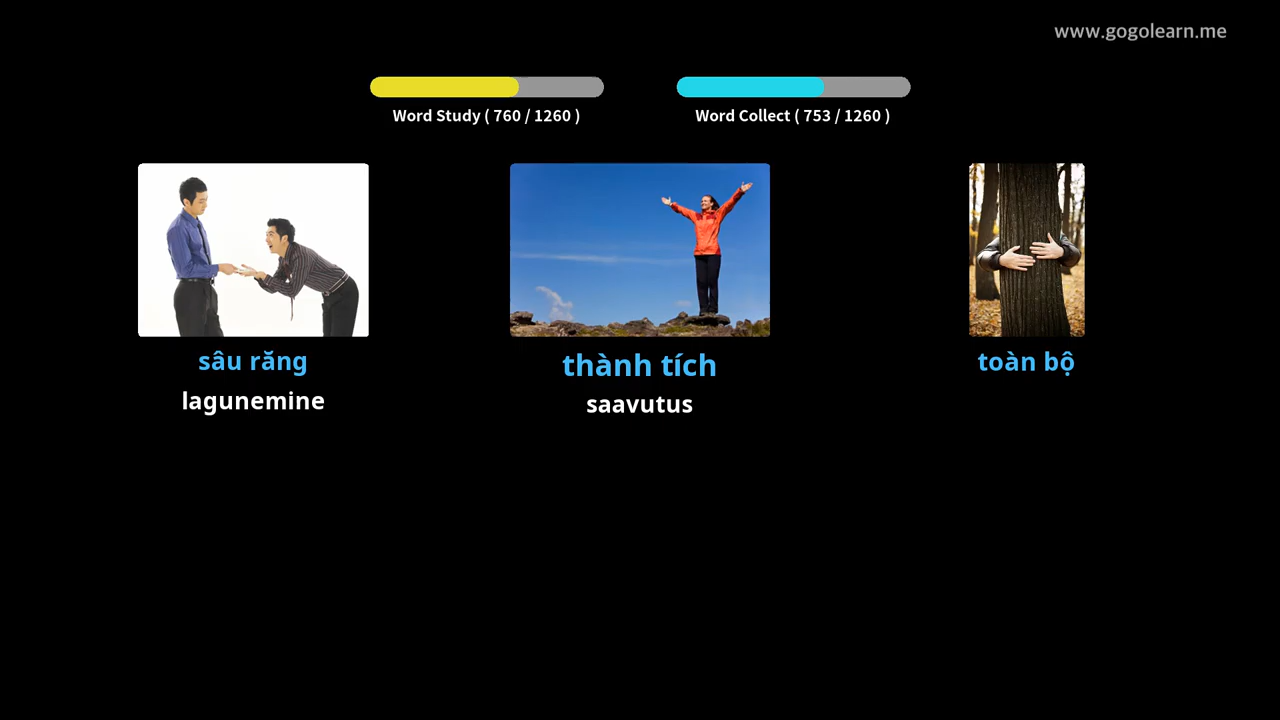 www.gogolearn.me
Word Study ( 760 / 1260 )
Word Collect ( 753 / 1260 )
sâu răng
lagunemine
thành tích
saavutus
toàn bộ